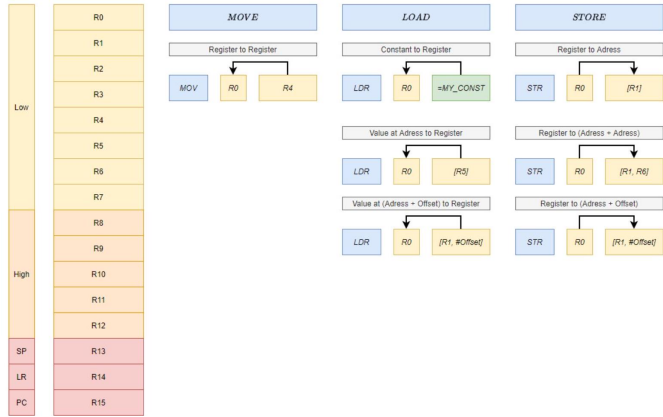 Low
High
SP
LR
PC
R0
R1
R2
R3
R4
R5
R6
R7
R8
R9
R10
R11
R12
R13
R14
R15
MOVE
Register to Register
MOV R0 R4
LOAD
Constant to Register
LDR R0 =MY_CONST
Value at Adress to Register
LDR R0 [R5]
Value at (Adress + Offset) to Register
LDR R0 [R1, #Offset]
STORE
Register to Adress
STR R0 [R1]
Register to (Adress + Adress)
STR R0 [R1, R6]
Register to (Adress + Offset)
STR R0 [R1, #Offset]